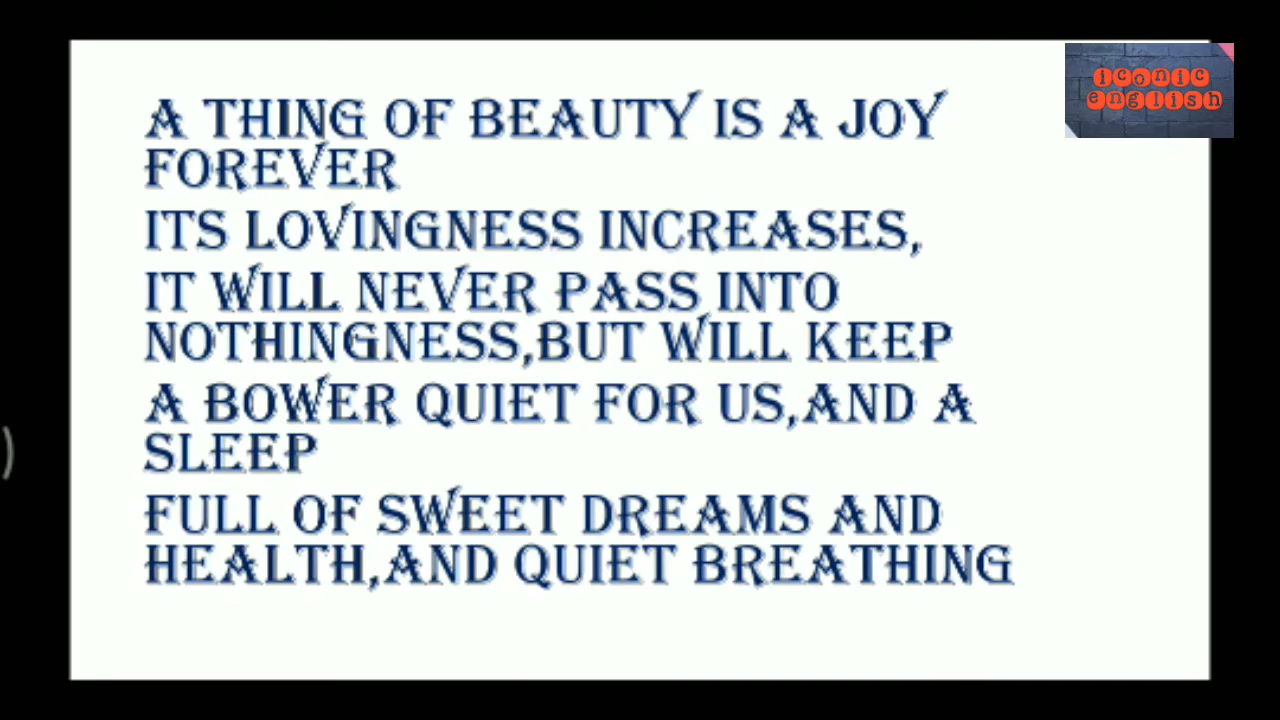 iconic
english
A THING OF BEAUTY IS A JOY
FOREVER
ITS LOVINGNESS INCREASES,
IT WILL NEVER PASS INTO
NOTHINGNESS,BUT WILL KEEP
A BOWER QUIET FOR US,AND A
SLEEP
FULL OF SWEET DREAMS AND
HEALTH,AND QUIET BREATHING
)